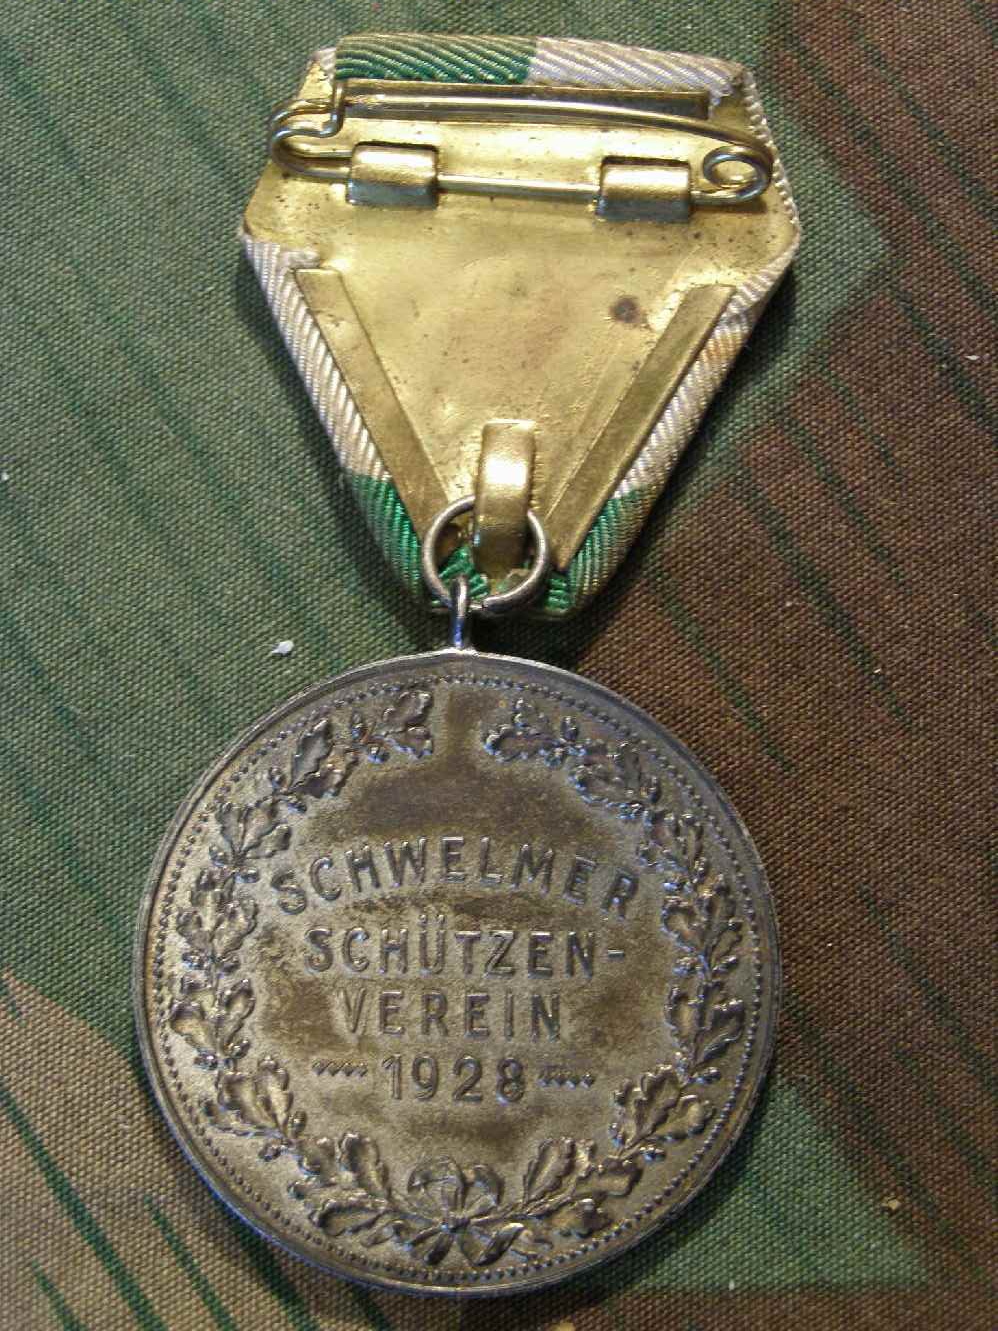 SCHWELMER
SCHÜTZEN-
VEREIN
1928